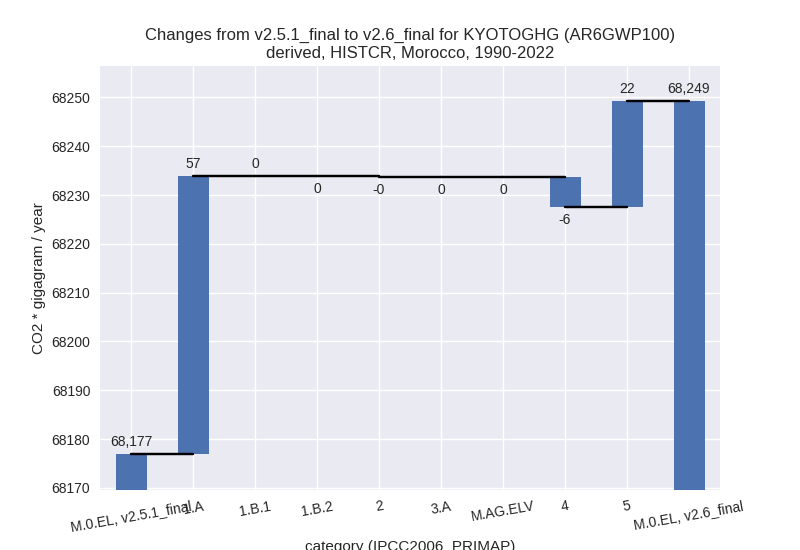 Changes from v2.5.1_final to v2.6_final for KYOTOGHG (AR6GWP100)
derived, HISTCR, Morocco, 1990-2022
CO2 * gigagram / year
68250
68240
68230
68220
68210
68200
68190
68180
68170
68,177
57
0
0
-0
0
0
-6
22
68,249
M.0.EL, v2.5.1_final
1.A
1.B.1
1.B.2
2
3.A
M.AG.ELV
4
5
M.0.EL, v2.6_final
category (IPCC2006_PRIMAP)